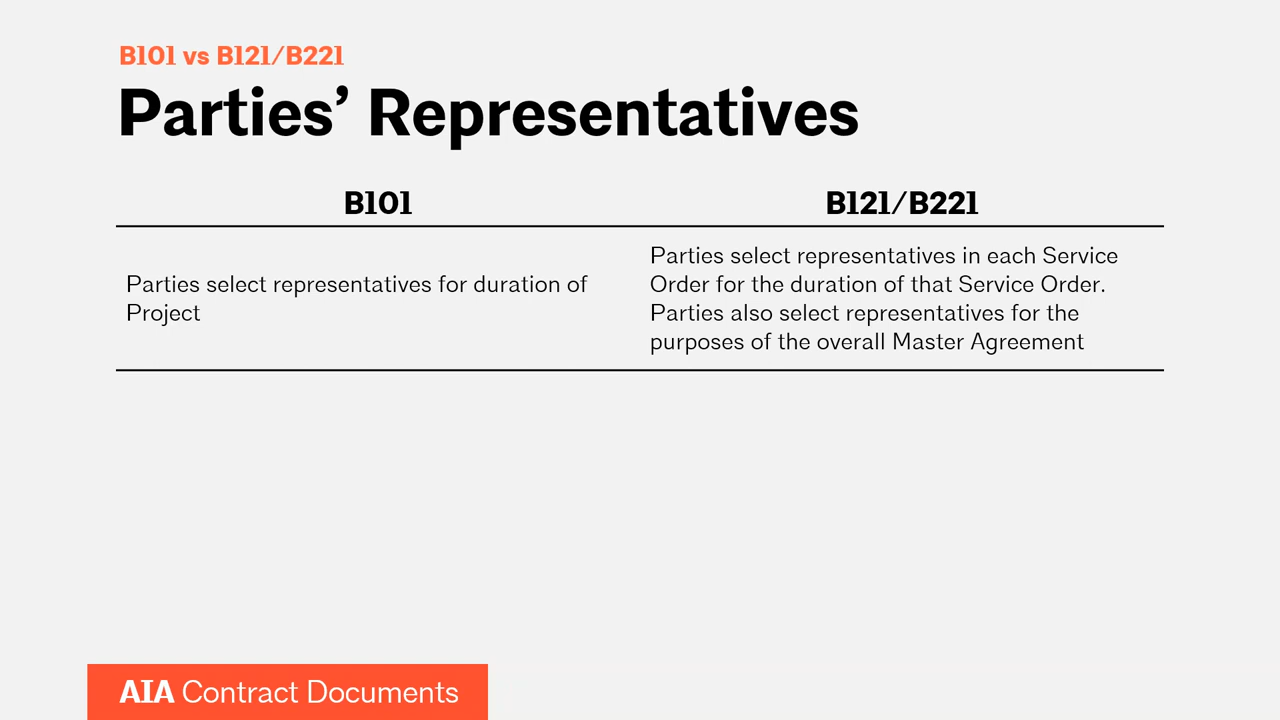 B101 vs B121/B221
Parties’ Representatives
B101
B121/B221
Parties select representatives for duration of
Project
Parties select representatives in each Service
Order for the duration of that Service Order.
Parties also select representatives for the
purposes of the overall Master Agreement
AIA Contract Documents